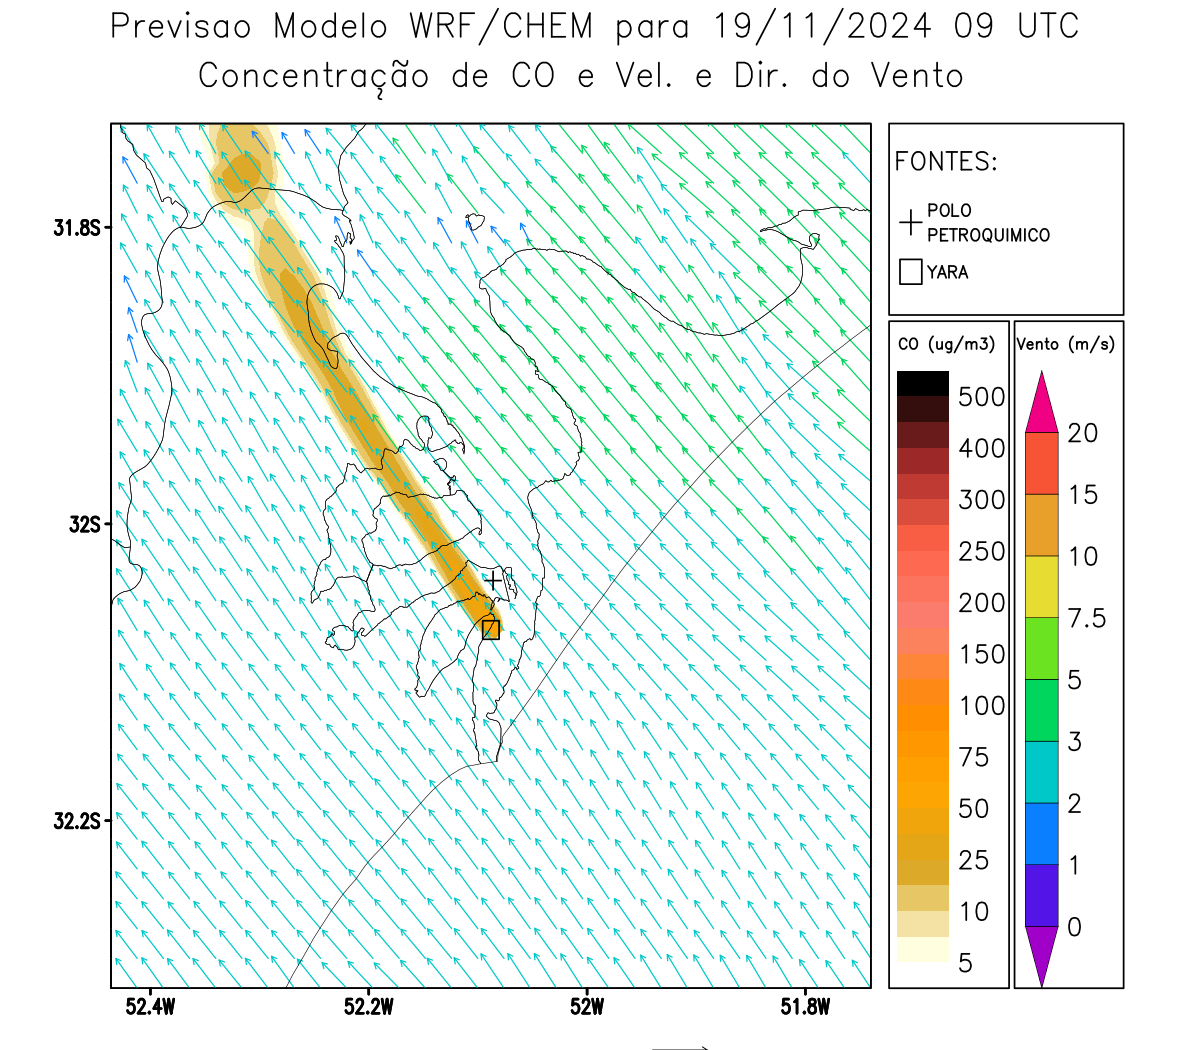 Previsao Modelo WRF/CHEM para 19/11/2024 09 UTC
Concentração de CO e Vel. e Dir. do Vento
FONTES:
POLO
PETROQUIMICO
YARA
31.8S
32S
32.2S
52.4W
52.2W
52W
51.8W
CO (ug/m3)
500
400
300
250
200
150
100
75
50
25
10
5
Vento (m/s)
20
15
10
7.5
5
3
2
1
0